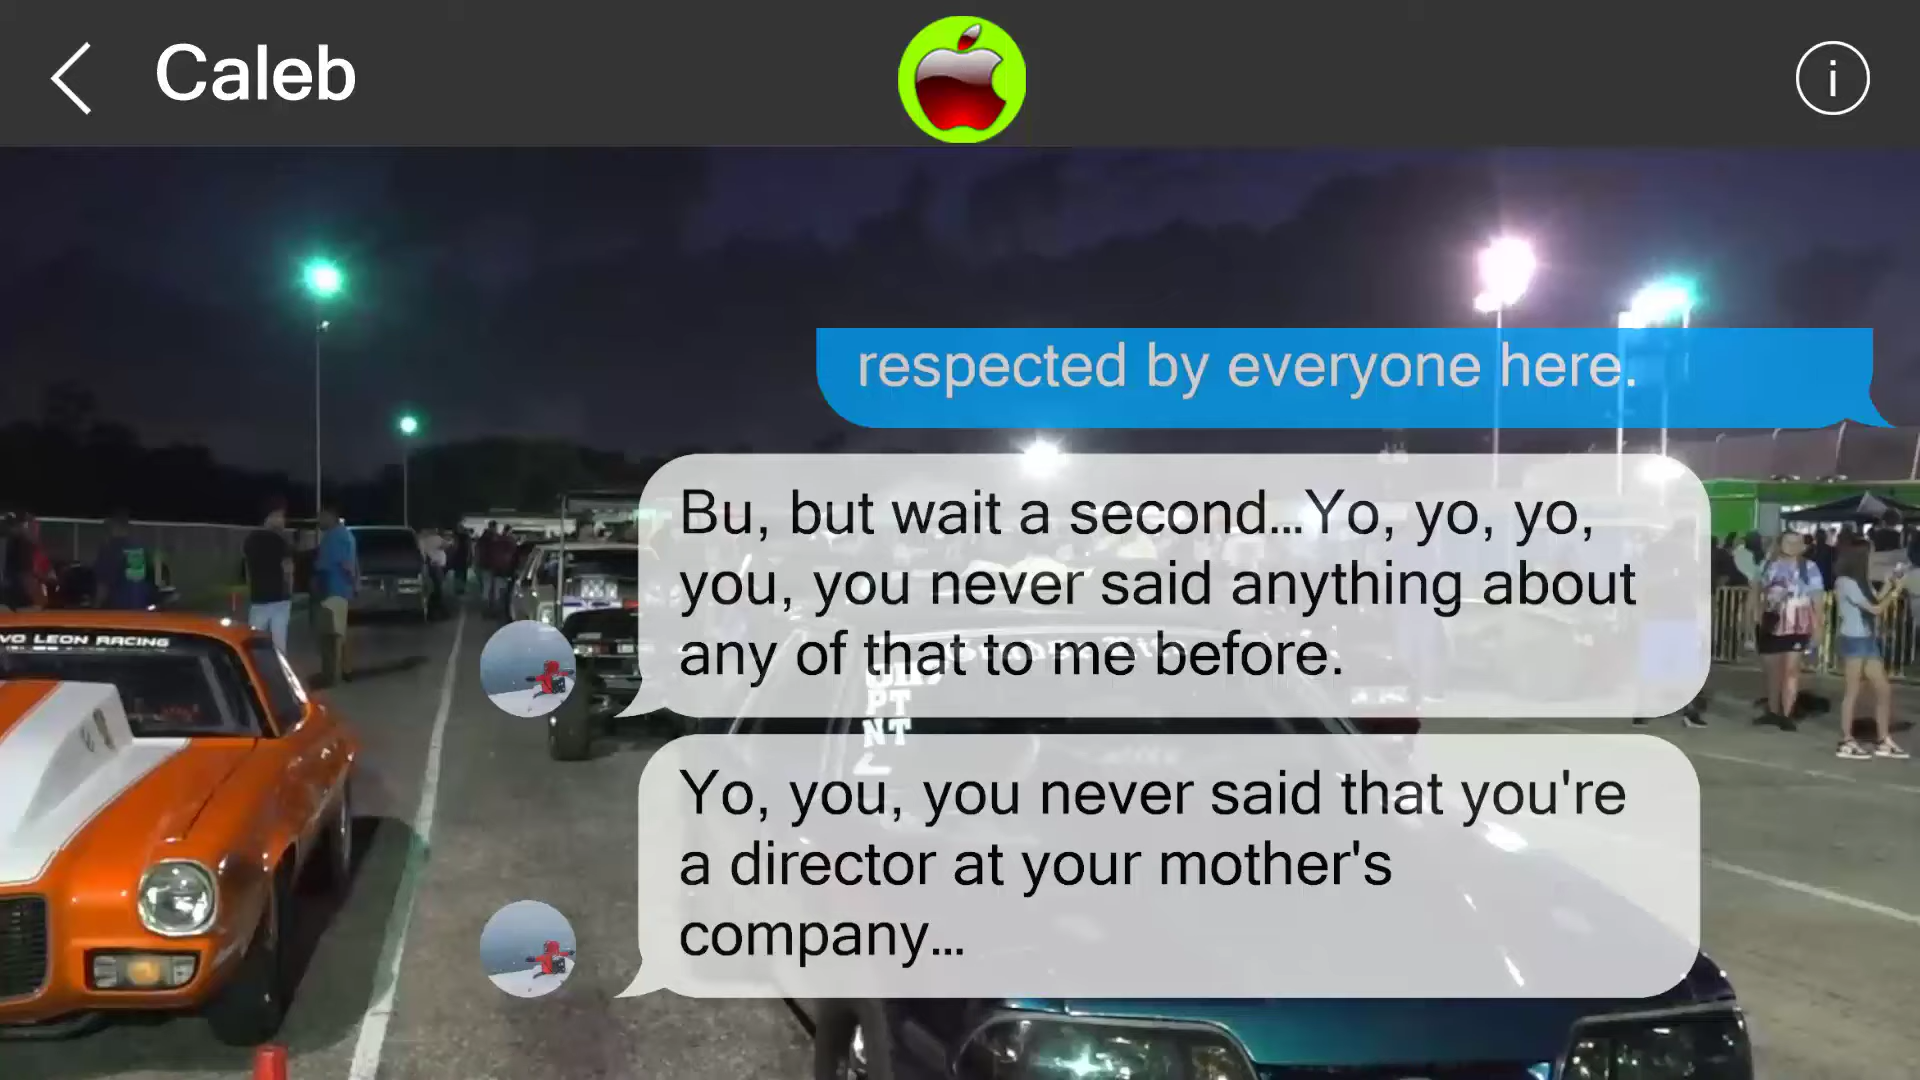 Caleb
i
respected by everyone here.
Bu, but wait a second...Yo, yo, yo,
you, you never said anything about
any of that to me before.
Yo, you, you never said that you're
a director at your mother's
company...
VO LEON RACING